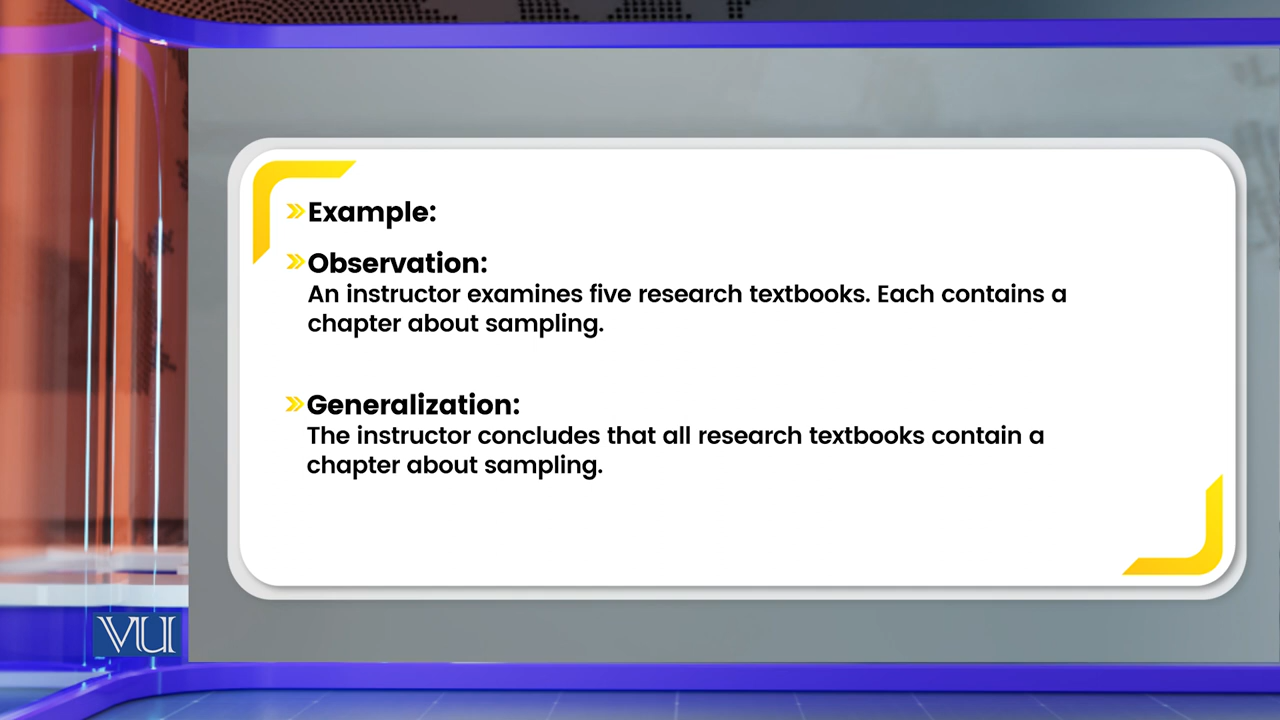 Example:
Observation:
An instructor examines five research textbooks. Each contains a
chapter about sampling.
Generalization:
The instructor concludes that all research textbooks contain a
chapter about sampling.
VU